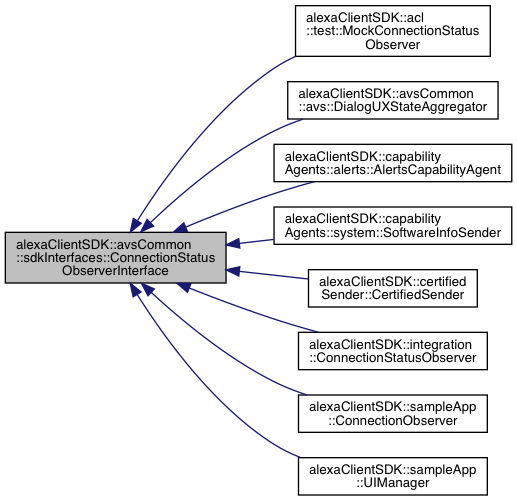 alexaClientSDK::acl
::test::MockConnectionStatus
Observer
alexaClientSDK::avsCommon
::avs::DialogUXStateAggregator
alexaClientSDK::capability
Agents::alerts::AlertsCapabilityAgent
alexaClientSDK::capability
Agents::system::SoftwareInfoSender
alexaClientSDK::avsCommon
::sdkInterfaces::ConnectionStatus
ObserverInterface
alexaClientSDK::certified
Sender::CertifiedSender
alexaClientSDK::integration
::ConnectionStatusObserver
alexaClientSDK::sampleApp
::ConnectionObserver
alexaClientSDK::sampleApp
::UIManager